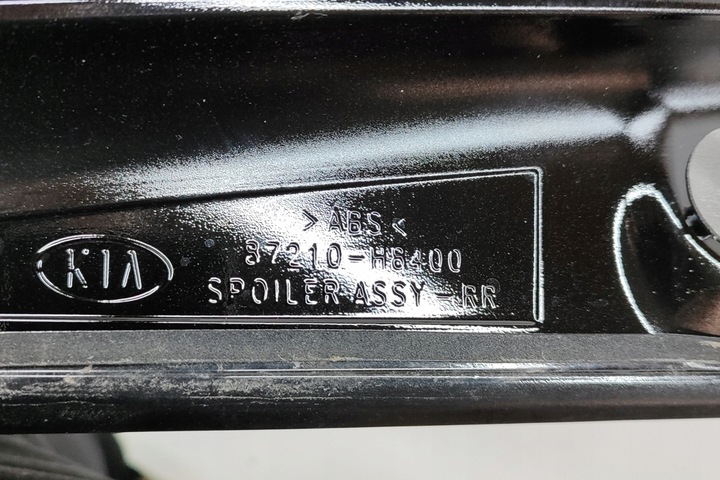 >ABS<
KIA
87210-H8400
SPOILER ASSY-RR